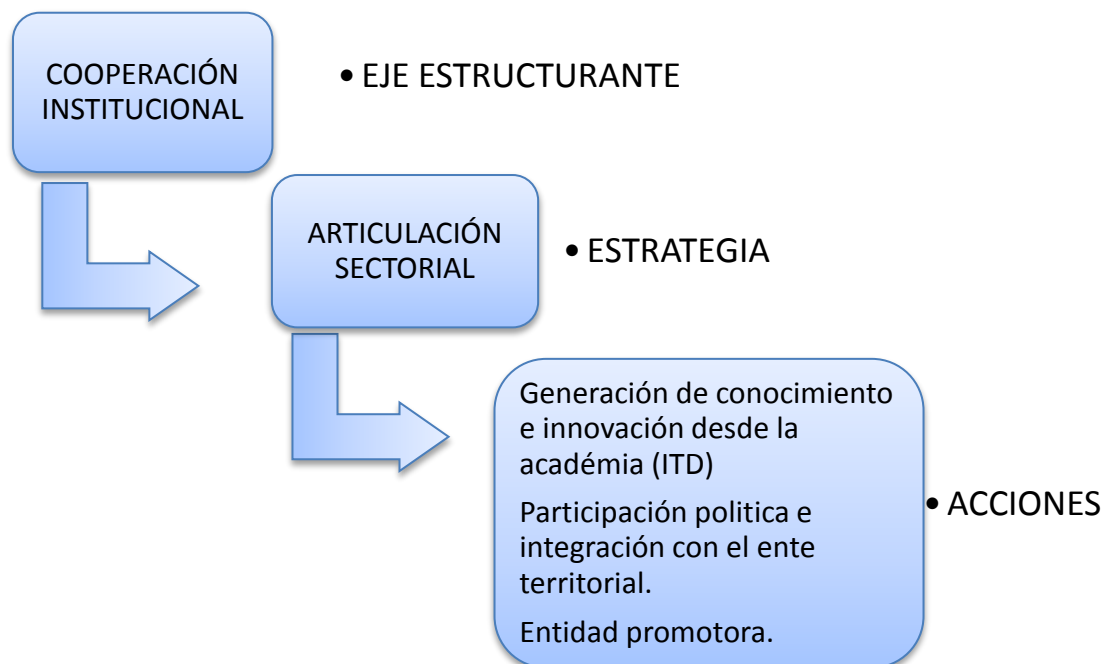 COOPERACIÓN
INSTITUCIONAL
• EJE ESTRUCTURANTE
ARTICULACIÓN
SECTORIAL
• ESTRATEGIA
Generación de conocimiento
e innovación desde la
académia (ITD)
Participación politica e
integración con el ente
territorial.
Entidad promotora.
• ACCIONES